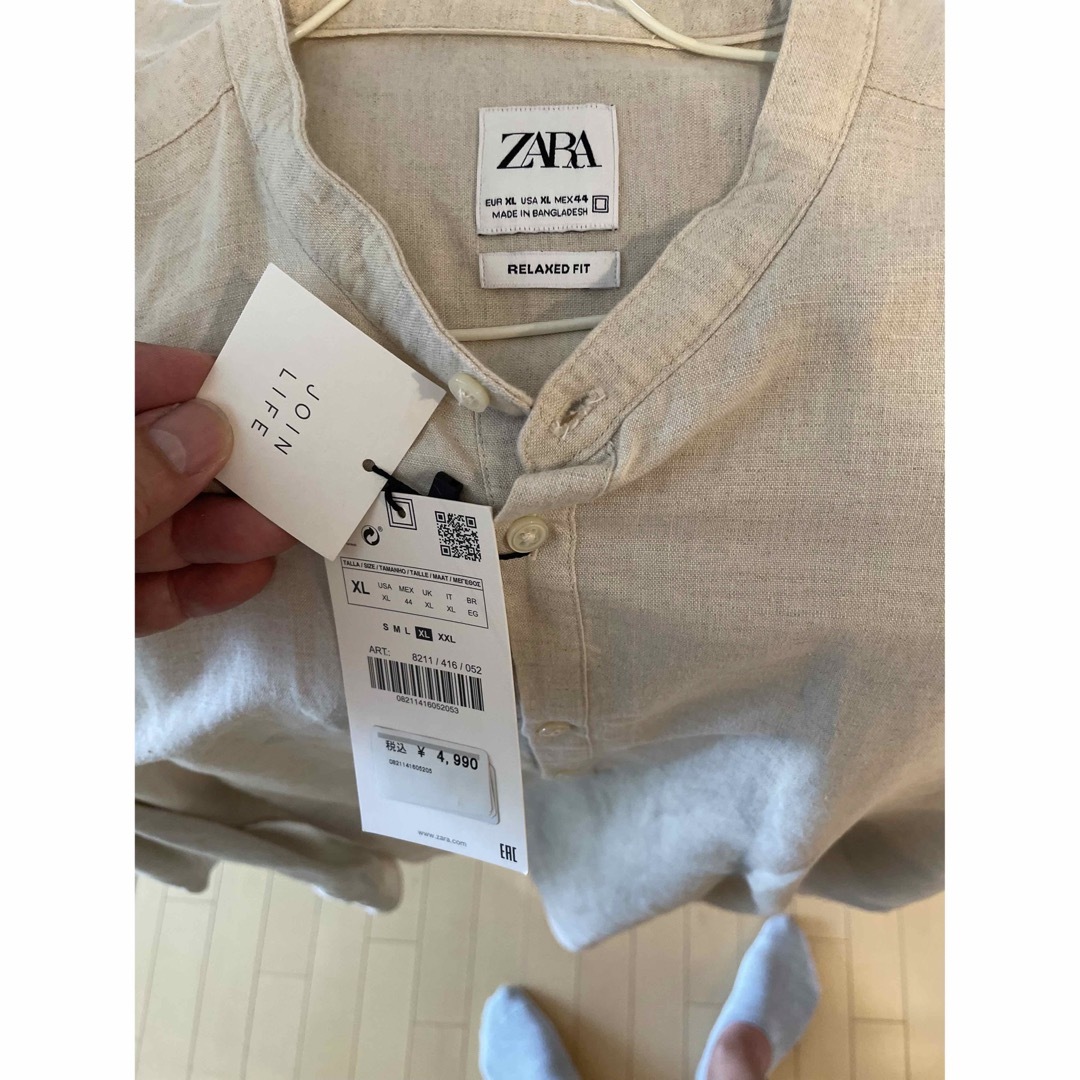 ZARA
EUR XL USA XL MEX 44
MADE IN BANGLADESH
RELAXED FIT
JOIN
LIFE
TALLA / SIZE / TAMANHO / TAILLE / MAAT / ΜΕΓΕΘΟΣ
XL USA MEX UK IT BR
XL 44 XL XL EG
S M L XL XXL
ART.: 8211 / 416 / 052
08211416052053
税込 ¥ 4,990
0821141605205
www.zara.com
EAC